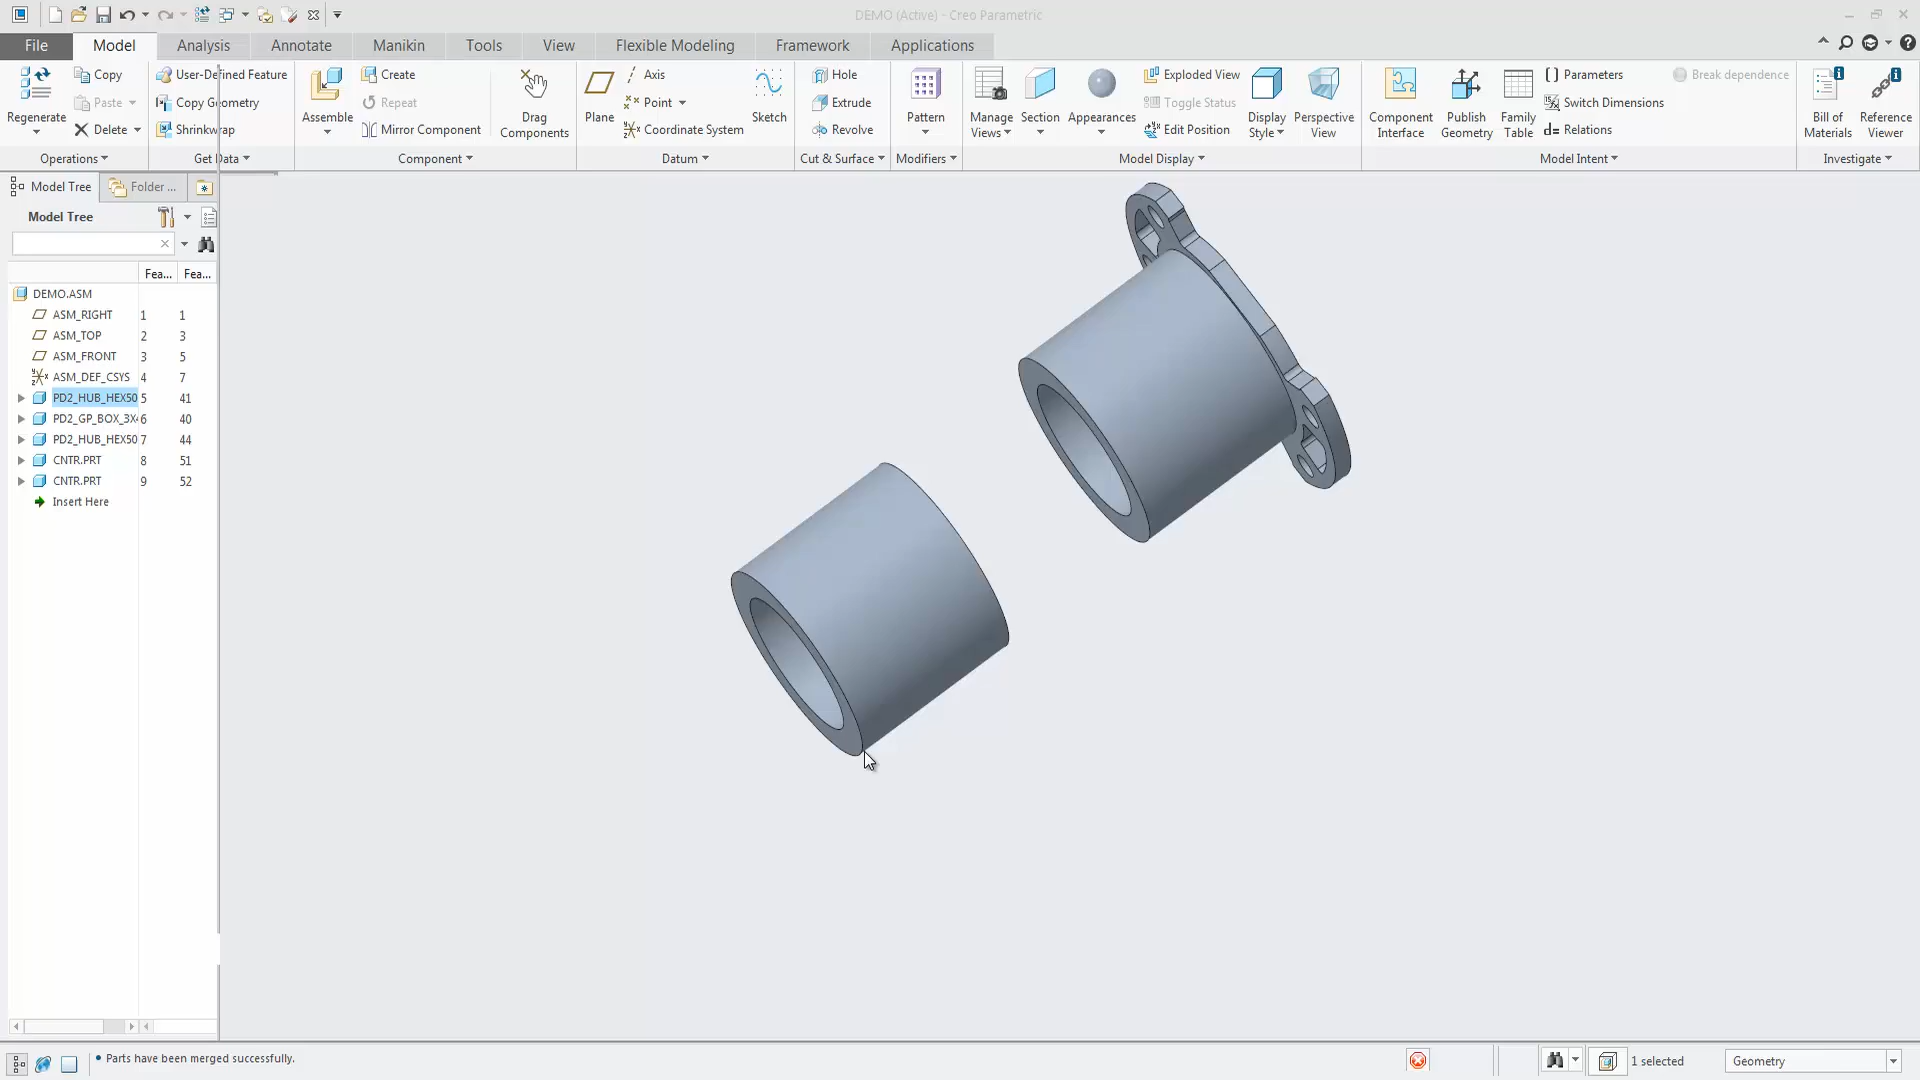 DEMO (Active) - Creo Parametric
File Model Analysis Annotate Manikin Tools View Flexible Modeling Framework Applications
Regenerate
Copy
Paste
Delete
Operations
User-Defined Feature
Copy Geometry
Shrinkwrap
Get Data
Assemble
Create
Repeat
Mirror Component
Drag Components
Component
Plane
Axis
Point
Coordinate System
Sketch
Datum
Hole
Extrude
Revolve
Cut & Surface
Pattern
Modifiers
Manage Views
Section
Appearances
Exploded View
Toggle Status
Edit Position
Display Style
Perspective View
Model Display
Component Interface
Publish Geometry
Family Table
Parameters
Switch Dimensions
d= Relations
Break dependence
Model Intent
Bill of Materials
Reference Viewer
Investigate
Model Tree Folder ...
Model Tree
Fea... Fea...
DEMO.ASM
ASM_RIGHT 1 1
ASM_TOP 2 3
ASM_FRONT 3 5
ASM_DEF_CSYS 4 7
PD2_HUB_HEX50 5 41
PD2_GP_BOX_3X 6 40
PD2_HUB_HEX50 7 44
CNTR.PRT 8 51
CNTR.PRT 9 52
Insert Here
• Parts have been merged successfully.
1 selected
Geometry